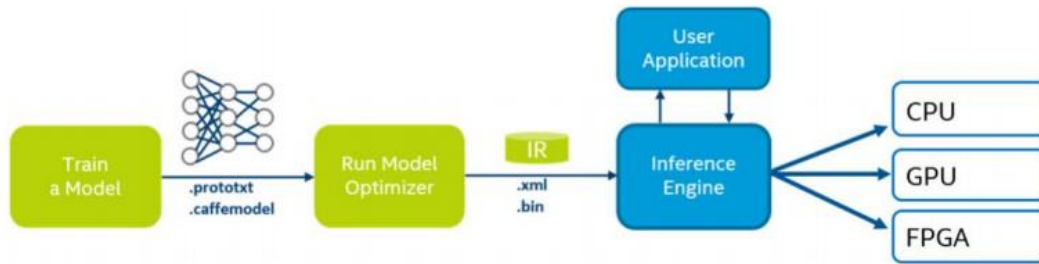 Train
a Model
.prototxt
.caffemodel
Run Model
Optimizer
IR
.xml
.bin
User
Application
Inference
Engine
CPU
GPU
FPGA